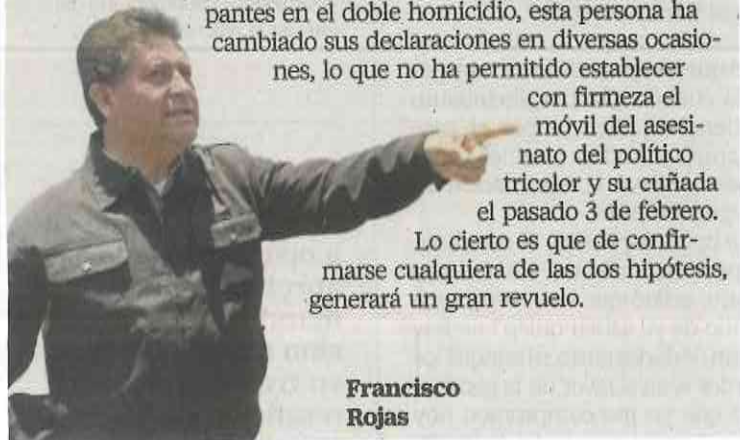 pantes en el doble homicidio, esta persona ha
cambiado sus declaraciones en diversas ocasio-
nes, lo que no ha permitido establecer
con firmeza el
móvil del asesi-
nato del político
tricolor y su cuñada
el pasado 3 de febrero.
Lo cierto es que de confir-
marse cualquiera de las dos hipótesis,
generará un gran revuelo.
Francisco
Rojas